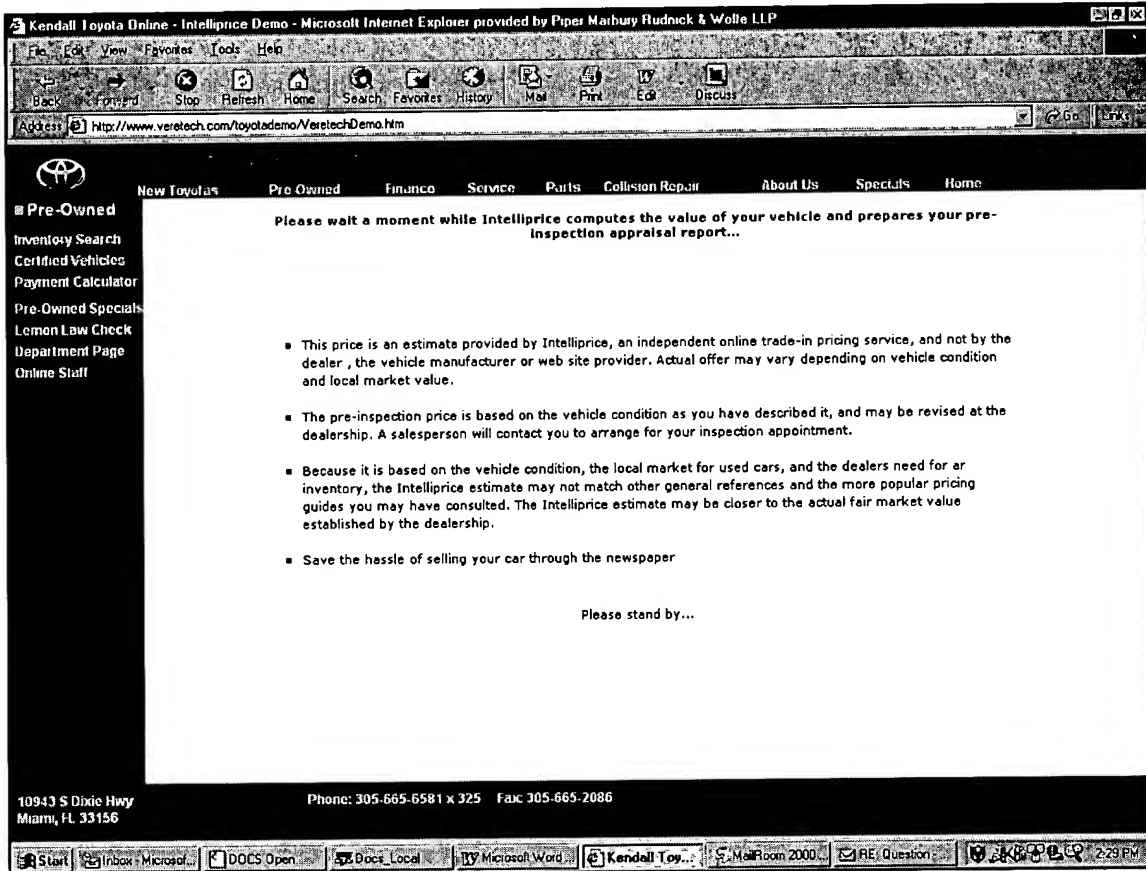 Kendall Toyota Online - Intelliprice Demo - Microsoft Internet Explorer provided by Piper Marbury Rudnick & Wolfe LLP
File Edit View Favorites Tools Help
Back Forward Stop Refresh Home Search Favorites History Mail Print Edit Discuss
Address http://www.veretech.com/toyotademo/VeretechDemo.htm Go Links
New Toyotas Pre-Owned Finance Service Parts Collision Repair About Us Specials Home
Pre-Owned
Inventory Search
Certified Vehicles
Payment Calculator
Pre-Owned Specials
Lemon Law Check
Department Page
Online Staff
Please wait a moment while Intelliprice computes the value of your vehicle and prepares your pre-
inspection appraisal report...
▪ This price is an estimate provided by Intelliprice, an independent online trade-in pricing service, and not by the
dealer , the vehicle manufacturer or web site provider. Actual offer may vary depending on vehicle condition
and local market value.
▪ The pre-inspection price is based on the vehicle condition as you have described it, and may be revised at the
dealership. A salesperson will contact you to arrange for your inspection appointment.
▪ Because it is based on the vehicle condition, the local market for used cars, and the dealers need for ar
inventory, the Intelliprice estimate may not match other general references and the more popular pricing
guides you may have consulted. The Intelliprice estimate may be closer to the actual fair market value
established by the dealership.
▪ Save the hassle of selling your car through the newspaper
Please stand by...
10943 S Dixie Hwy
Miami, FL 33156
Phone: 305-665-6581 x 325 Fax: 305-665-2086
Start Inbox - Microsof... DOCS Open Docs_Local Microsoft Word... Kendall Toy... MailRoom 2000... RE: Question 2:29 PM